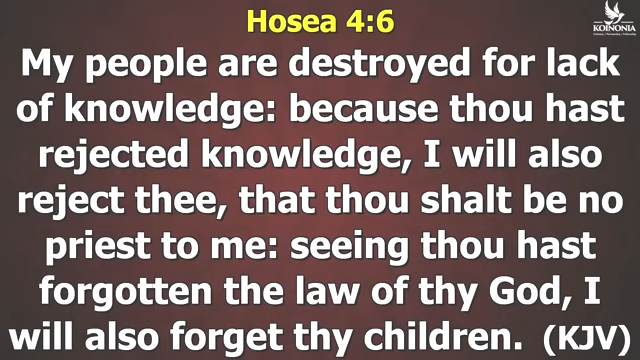 Hosea 4:6
KOINONIA
My people are destroyed for lack
of knowledge: because thou hast
rejected knowledge, I will also
reject thee, that thou shalt be no
priest to me: seeing thou hast
forgotten the law of thy God, I
will also forget thy children. (KJV)